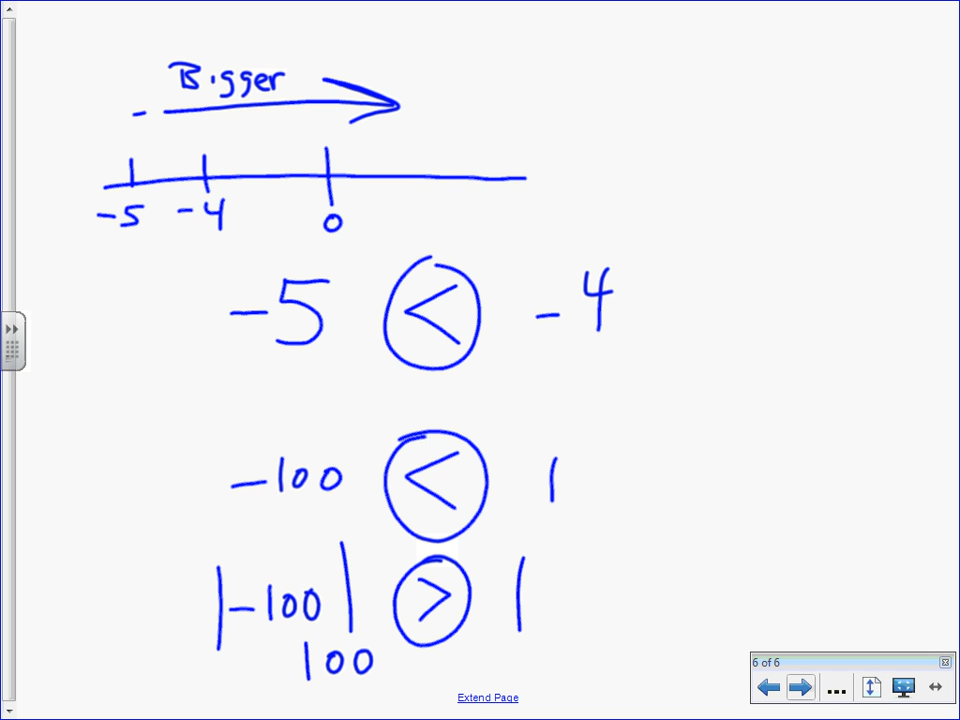 Bigger
-
-5 -4 0
-5 < -4
-100 < 1
|-100| > 1
100
6 of 6
...
Extend Page